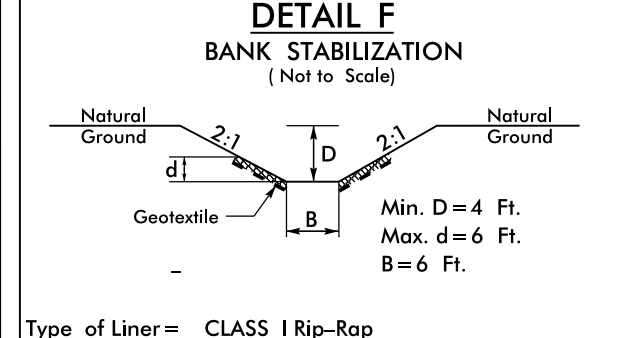 DETAIL F
BANK STABILIZATION
( Not to Scale)
Natural
Ground
2:1
D
2:1
Natural
Ground
d
Geotextile
B
Min. D=4 Ft.
Max. d=6 Ft.
B=6 Ft.
Type of Liner= CLASS I Rip-Rap